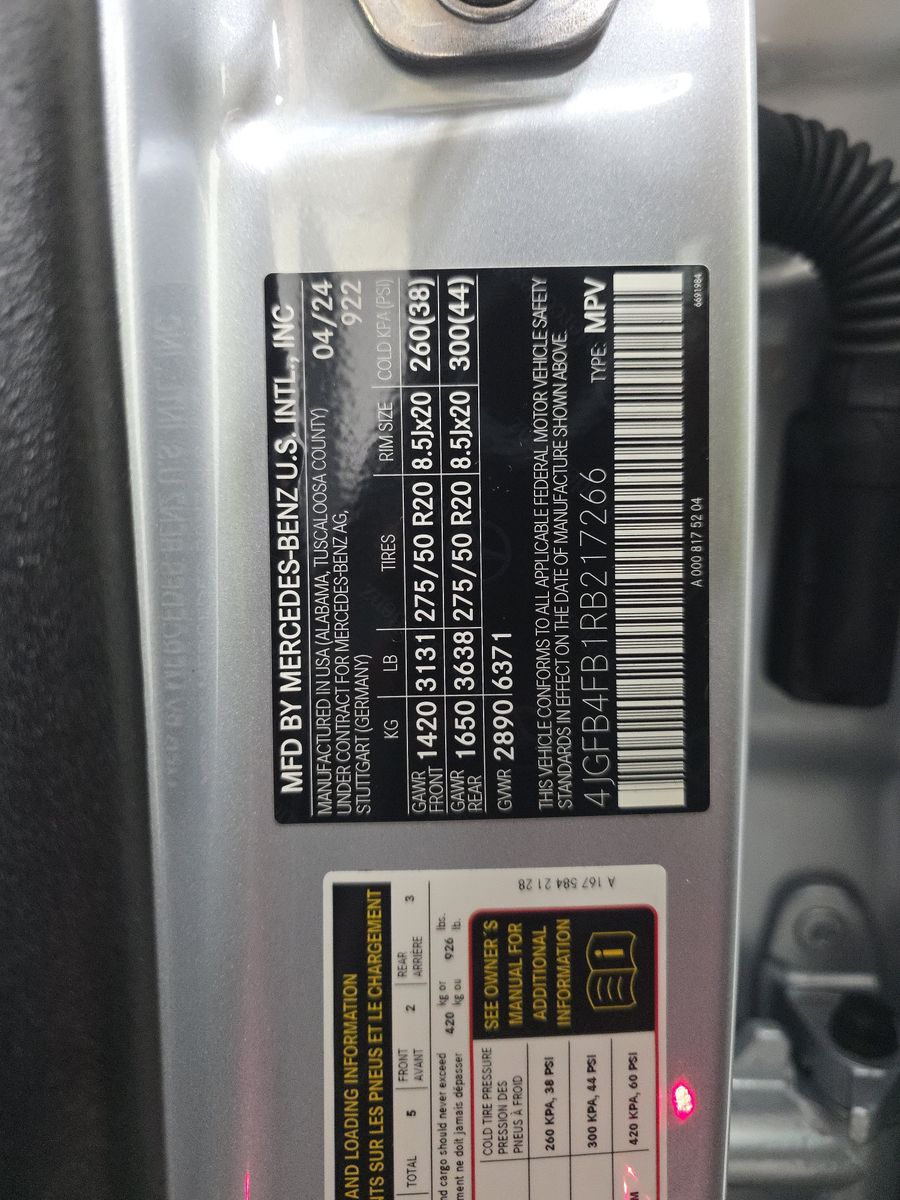 MFD BY MERCEDES-BENZ U.S. INTL., INC
MANUFACTURED IN USA (ALABAMA, TUSCALOOSA COUNTY) 04/24
UNDER CONTRACT FOR MERCEDES-BENZ AG, 922
STUTTGART (GERMANY)
KG LB TIRES RIM SIZE COLD KPA (PSI)
GAWR FRONT 1420 3131 275/50 R20 8.5Jx20 260(38)
GAWR REAR 1650 3638 275/50 R20 8.5Jx20 300(44)
GVWR 2890 6371
THIS VEHICLE CONFORMS TO ALL APPLICABLE FEDERAL MOTOR VEHICLE SAFETY
STANDARDS IN EFFECT ON THE DATE OF MANUFACTURE SHOWN ABOVE.
4JGFB4FB1RB217266 TYPE: MPV
A 000 817 52 04 6691984
AND LOADING INFORMATION
SUR LES PNEUS ET LE CHARGEMENT
TOTAL 5 FRONT 2 REAR 3
AVANT ARRIÈRE
and cargo should never exceed 420 kg or 926 lbs.
ne doit jamais dépasser kg ou lb.
COLD TIRE PRESSURE
PRESSION DES
PNEUS À FROID
260 KPA, 38 PSI
300 KPA, 44 PSI
420 KPA, 60 PSI
SEE OWNER'S
MANUAL FOR
ADDITIONAL
INFORMATION
A 167 584 21 28